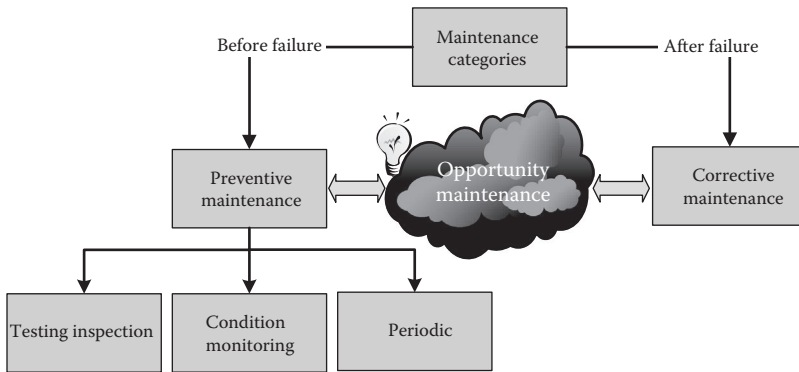 Before failure
Maintenance
categories
After failure
Preventive
maintenance
Opportunity
maintenance
Corrective
maintenance
Testing inspection
Condition
monitoring
Periodic